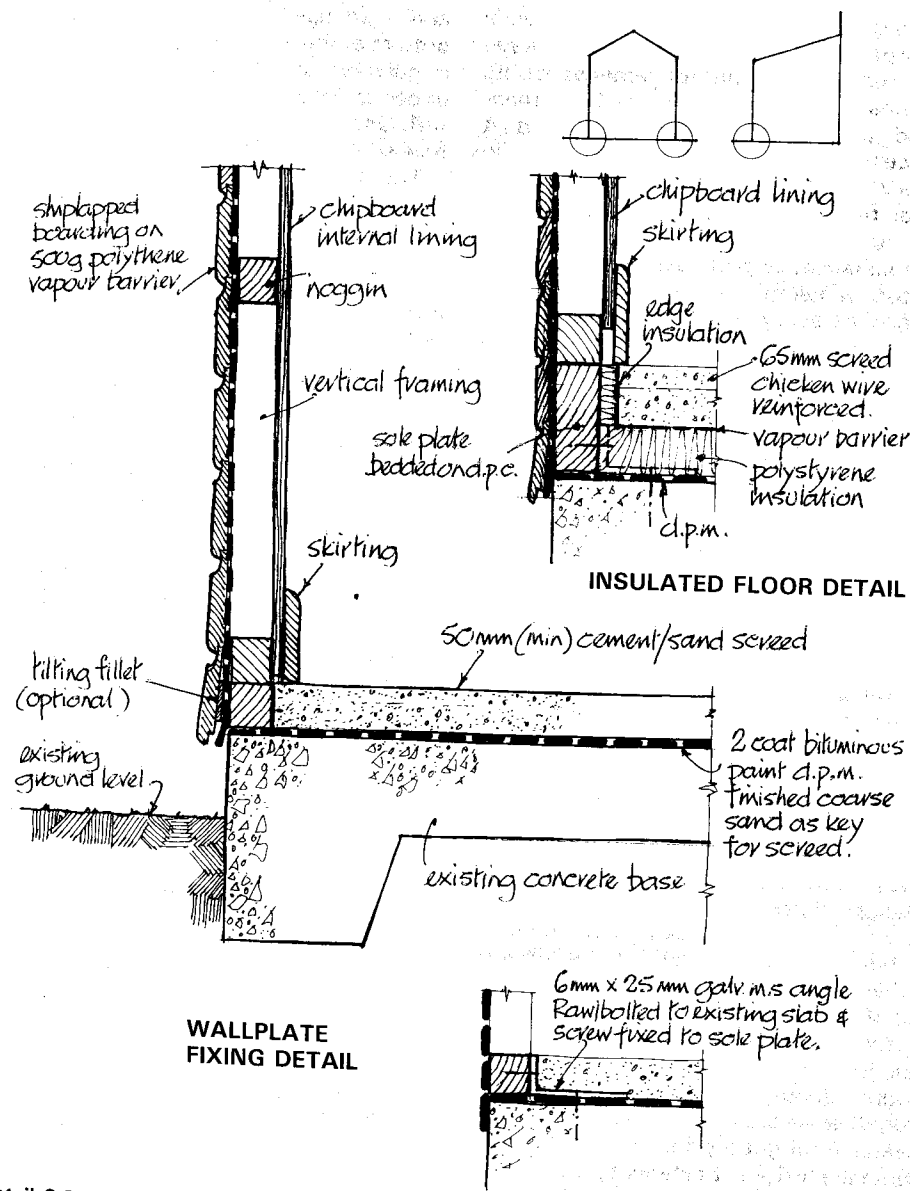 shiplapped
boarding on
500g polythene
vapour barrier
chipboard
internal lining
noggin
vertical framing
skirting
tilting fillet
(optional)
existing
ground level
chipboard lining
skirting
edge
insulation
65mm screed
chicken wire
reinforced.
vapour barrier
polystyrene
insulation
sole plate
bedded on d.p.c.
d.p.m.
INSULATED FLOOR DETAIL
50mm (min) cement/sand screed
2 coat bituminous
paint d.p.m.
finished coarse
sand as key
for screed.
existing concrete base
WALLPLATE
FIXING DETAIL
6mm x 25mm galv. m.s angle
Rawlbolted to existing slab &
screw fixed to sole plate.